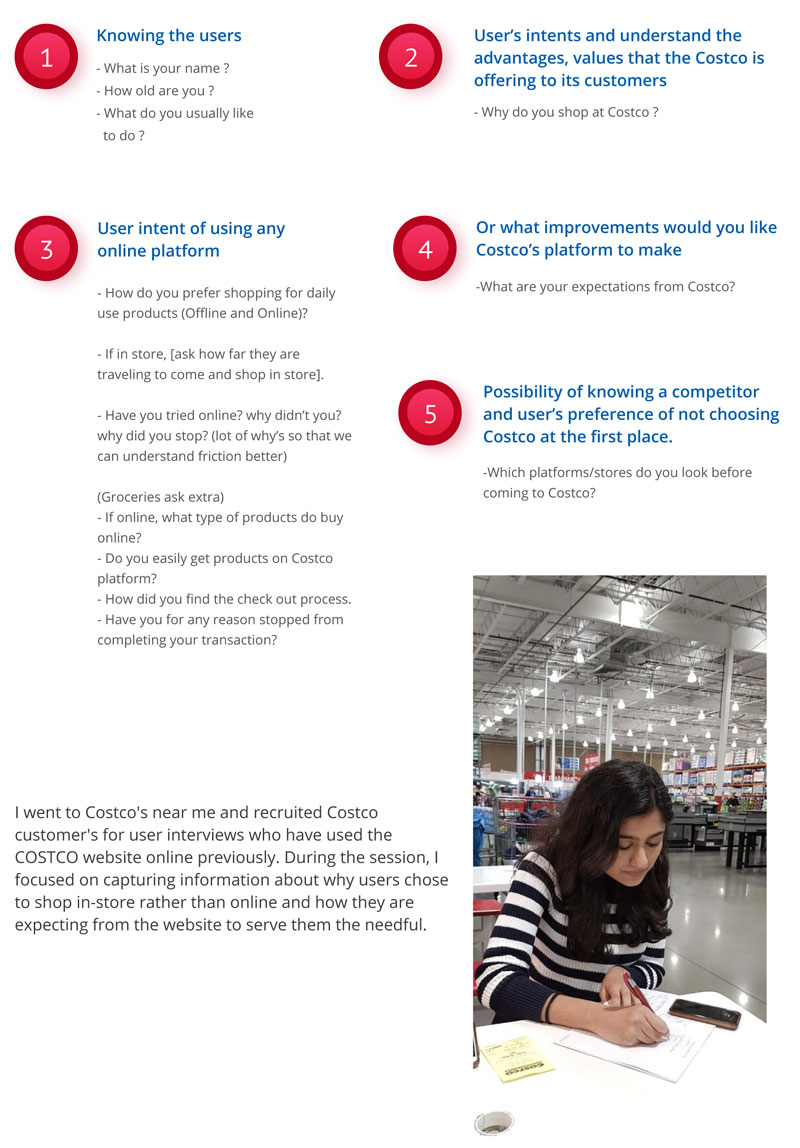 1
Knowing the users
- What is your name ?
- How old are you ?
- What do you usually like
to do ?
2
User’s intents and understand the
advantages, values that the Costco is
offering to its customers
- Why do you shop at Costco ?
3
User intent of using any
online platform
- How do you prefer shopping for daily
use products (Offline and Online)?
- If in store, [ask how far they are
traveling to come and shop in store].
- Have you tried online? why didn’t you?
why did you stop? (lot of why’s so that we
can understand friction better)
(Groceries ask extra)
- If online, what type of products do buy
online?
- Do you easily get products on Costco
platform?
- How did you find the check out process.
- Have you for any reason stopped from
completing your transaction?
4
Or what improvements would you like
Costco’s platform to make
-What are your expectations from Costco?
5
Possibility of knowing a competitor
and user’s preference of not choosing
Costco at the first place.
-Which platforms/stores do you look before
coming to Costco?
I went to Costco's near me and recruited Costco
customer's for user interviews who have used the
COSTCO website online previously. During the session, I
focused on capturing information about why users chose
to shop in-store rather than online and how they are
expecting from the website to serve them the needful.
COSTCO